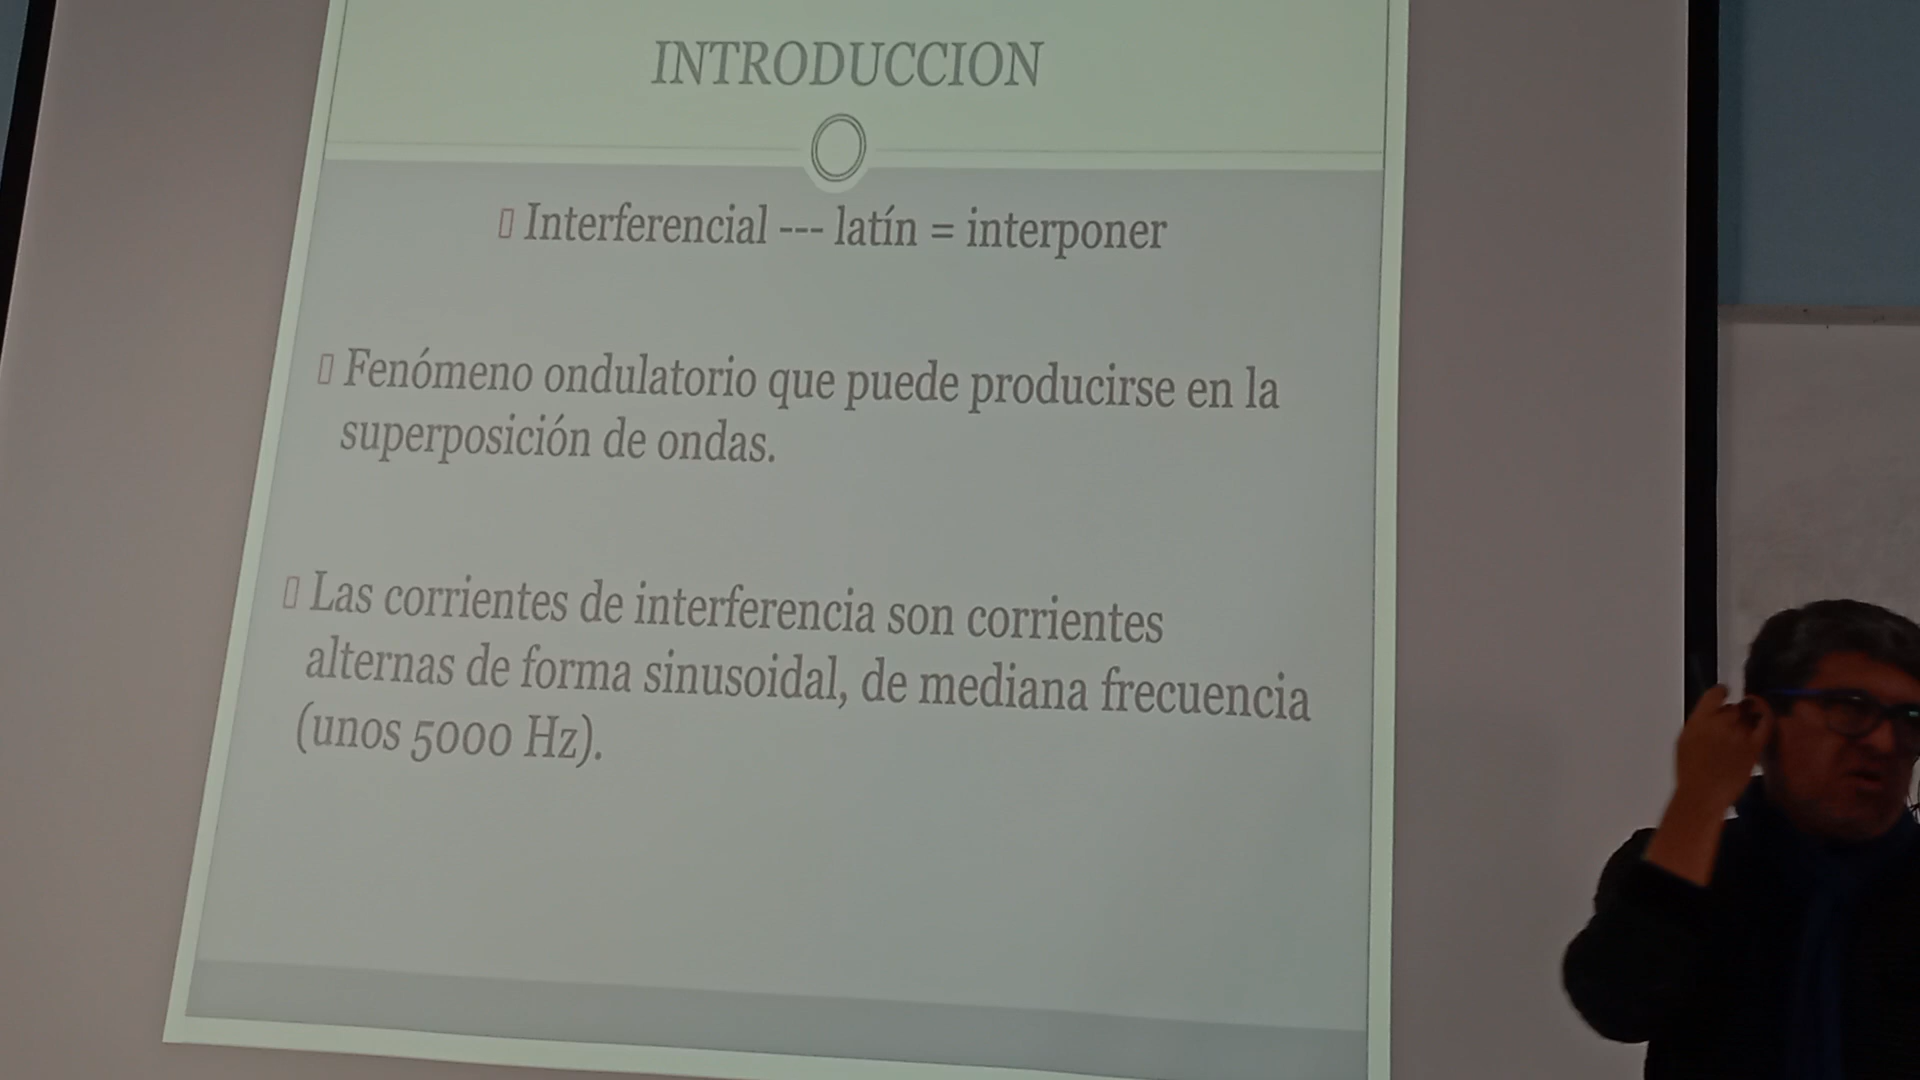 INTRODUCCION
Interferencial --- latín = interponer
Fenómeno ondulatorio que puede producirse en la
superposición de ondas.
Las corrientes de interferencia son corrientes
alternas de forma sinusoidal, de mediana frecuencia
(unos 5000 Hz).